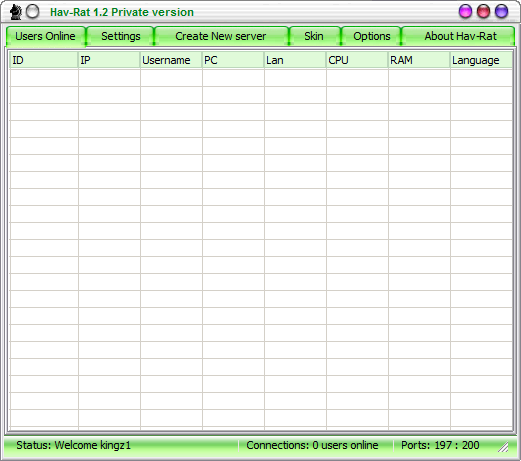 Hav-Rat 1.2 Private version
Users Online Settings Create New server Skin Options About Hav-Rat
ID IP Username PC Lan CPU RAM Language
Status: Welcome kingz1 Connections: 0 users online Ports: 197 : 200